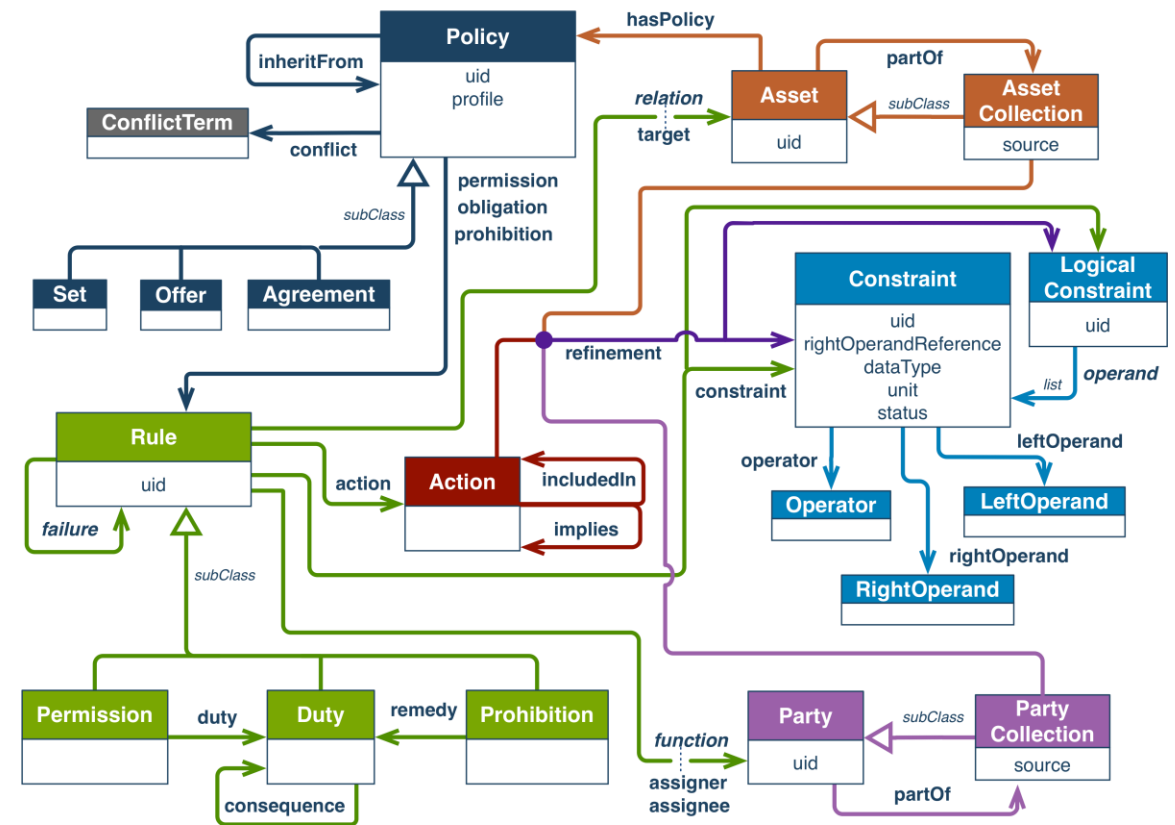 hasPolicy
Policy
inheritFrom
uid
profile
partOf
relation
target
Asset
uid
subClass
Asset
Collection
source
ConflictTerm
conflict
subClass
permission
obligation
prohibition
Set
Offer
Agreement
Constraint
uid
rightOperandReference
dataType
unit
status
Logical
Constraint
uid
refinement
constraint
list
operand
Rule
uid
failure
action
Action
includedIn
implies
operator
leftOperand
Operator
LeftOperand
rightOperand
RightOperand
subClass
Permission
duty
Duty
remedy
Prohibition
consequence
function
assigner
assignee
Party
uid
subClass
Party
Collection
source
partOf